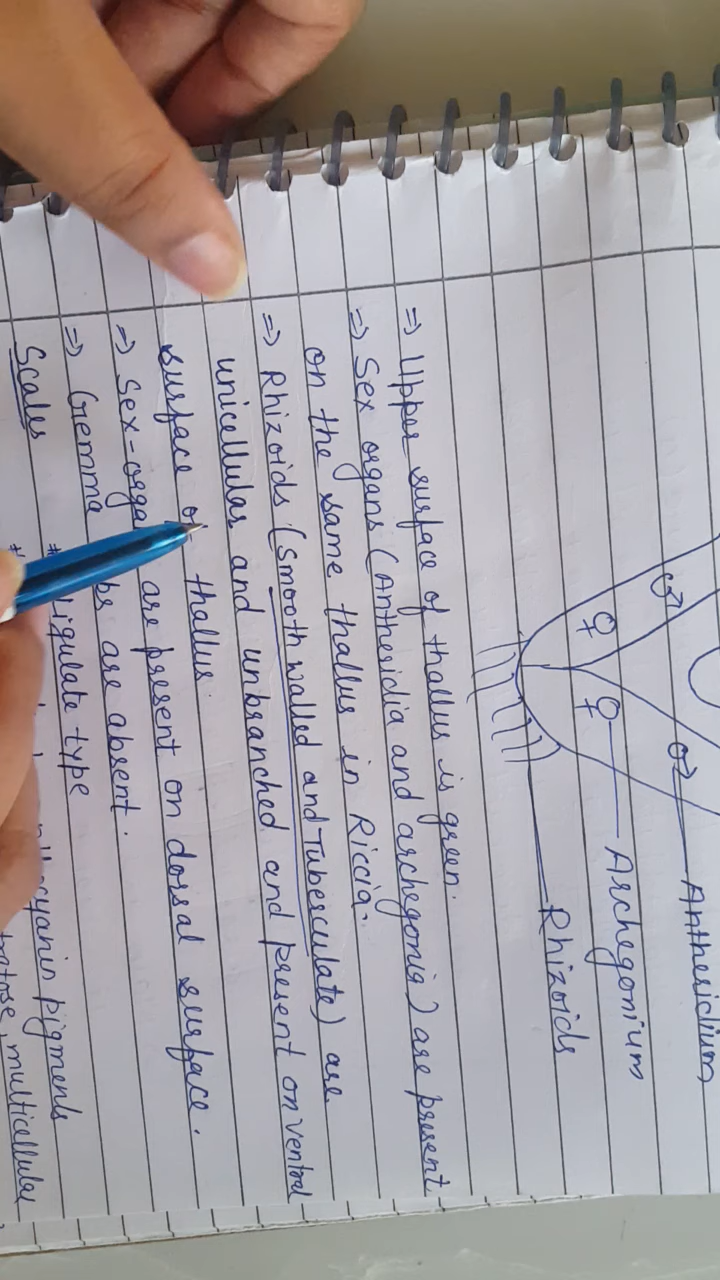 Antheridium
Archegonium
Rhizoids
=> Upper surface of thallus is green.
=> Sex organs (Antheridia and archegonia) are present
on the same thallus in Riccia.
=> Rhizoids (Smooth walled and Tuberculate) are
unicellular and unbranched and present on ventral
surface of thallus.
=> Sex-orga are present on dorsal surface.
=> Gemma are absent.
Scales ligulate type
pigments
multicellular